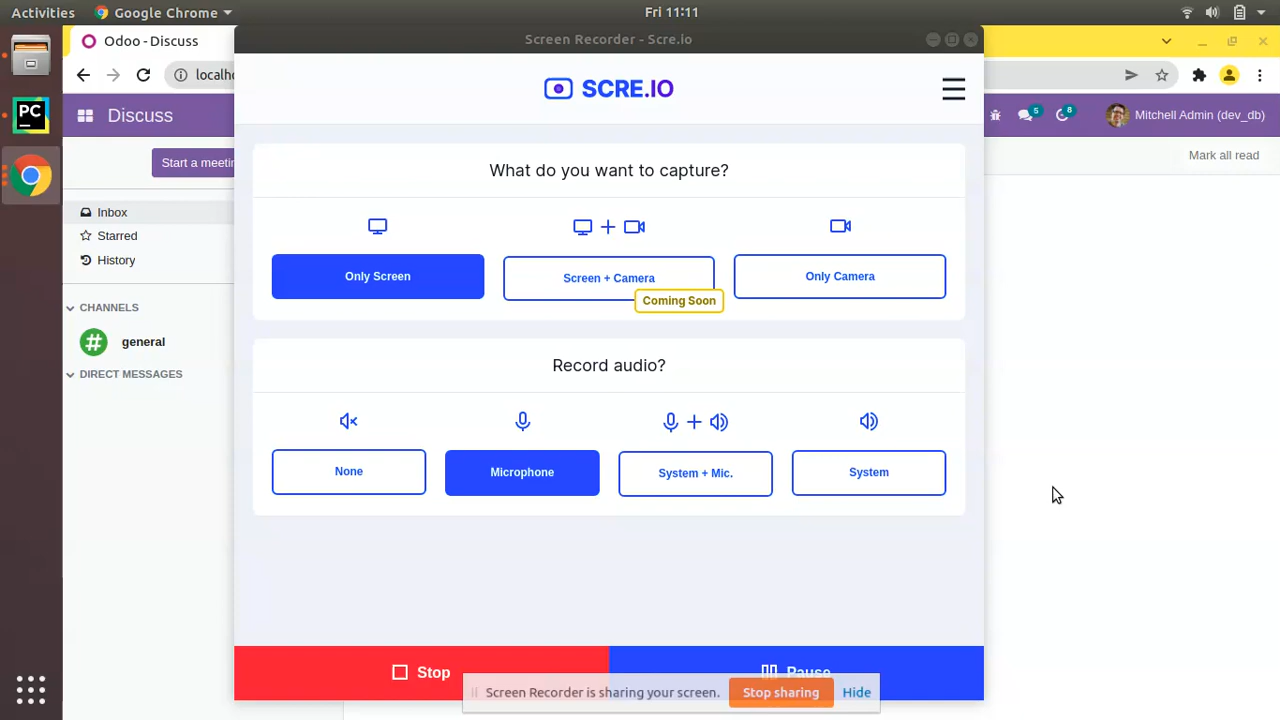 Activities
Google Chrome
Fri 11:11
Odoo - Discuss
Screen Recorder - Scre.io
SCRE.IO
Discuss
5
8
Mitchell Admin (dev_db)
Mark all read
Inbox
Starred
History
CHANNELS
general
DIRECT MESSAGES
What do you want to capture?
Only Screen
Screen + Camera
Only Camera
Coming Soon
Record audio?
None
Microphone
System + Mic.
System
Stop
Pause
Screen Recorder is sharing your screen.
Stop sharing
Hide
PC